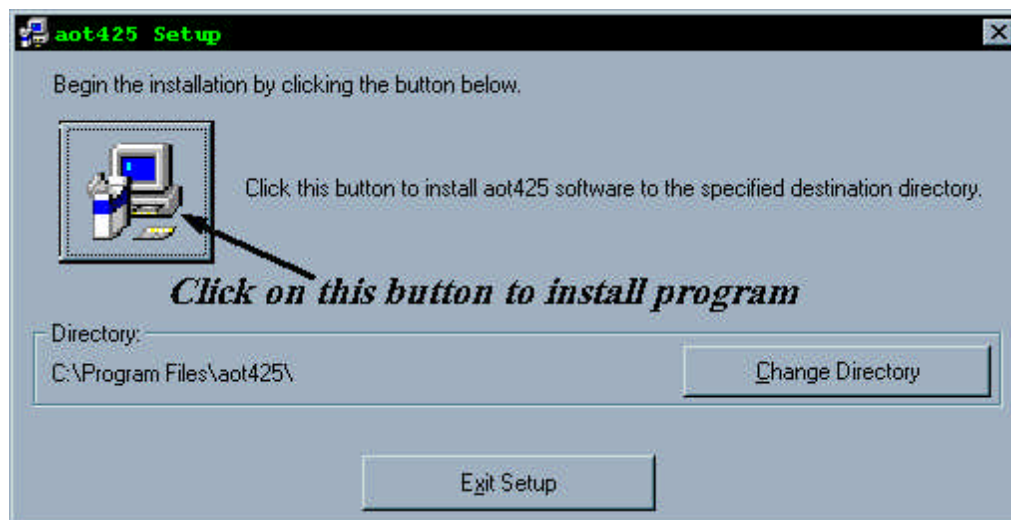 aot425 Setup
Begin the installation by clicking the button below.
Click this button to install aot425 software to the specified destination directory.
Click on this button to install program
Directory:
C:\Program Files\aot425\
Change Directory
Exit Setup